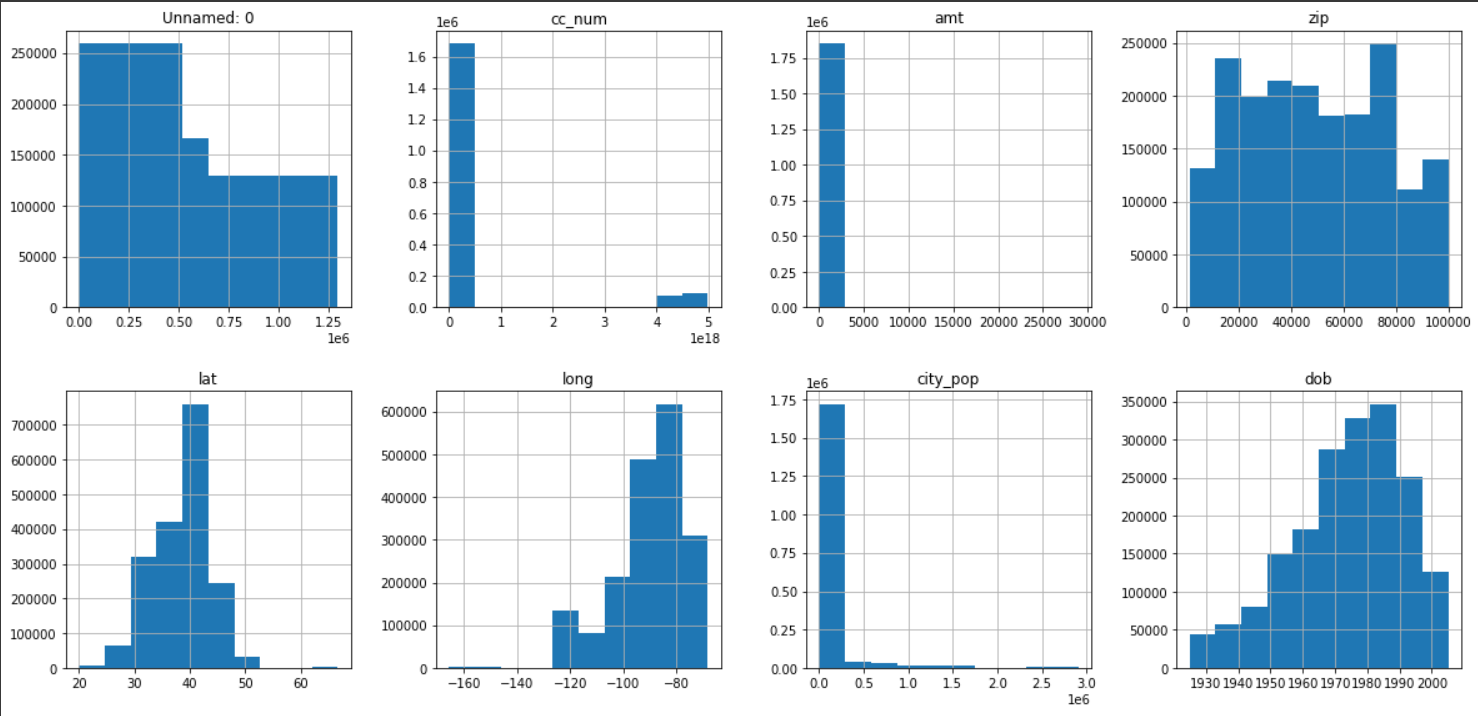 Unnamed: 0
cc_num
amt
zip
1e6
1e6
250000
200000
150000
100000
50000
0
1.6
1.4
1.2
1.0
0.8
0.6
0.4
0.2
0.0
1.75
1.50
1.25
1.00
0.75
0.50
0.25
0.00
250000
200000
150000
100000
50000
0
0.00 0.25 0.50 0.75 1.00 1.25
1e6
0 1 2 3 4 5
1e18
0 5000 10000 15000 20000 25000 30000
0 20000 40000 60000 80000 100000
lat
long
city_pop
dob
1e6
700000
600000
500000
400000
300000
200000
100000
0
600000
500000
400000
300000
200000
100000
0
1.75
1.50
1.25
1.00
0.75
0.50
0.25
0.00
350000
300000
250000
200000
150000
100000
50000
0
20 30 40 50 60
−160 −140 −120 −100 −80
0.0 0.5 1.0 1.5 2.0 2.5 3.0
1e6
1930 1940 1950 1960 1970 1980 1990 2000